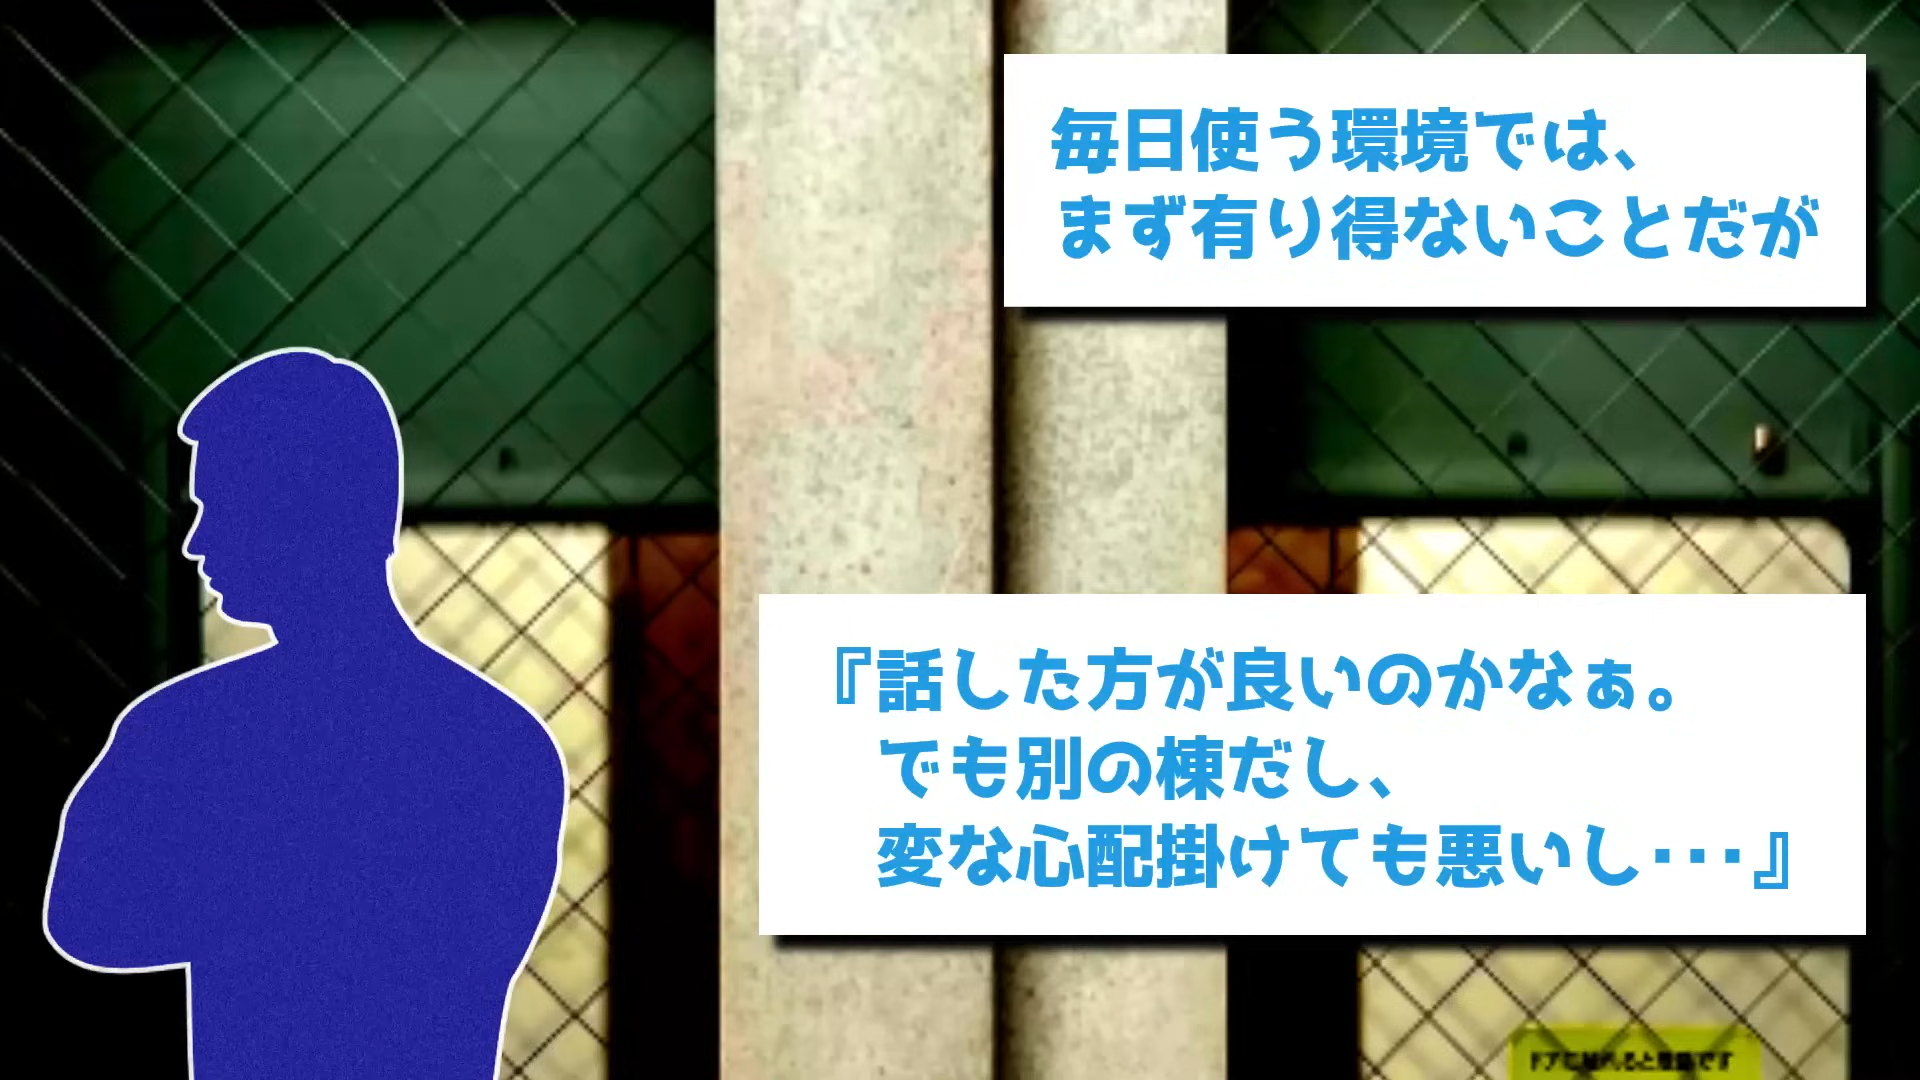 毎日使う環境では、
まず有り得ないことだが
『話した方が良いのかなぁ。
でも別の棟だし、
変な心配掛けても悪いし･･･』